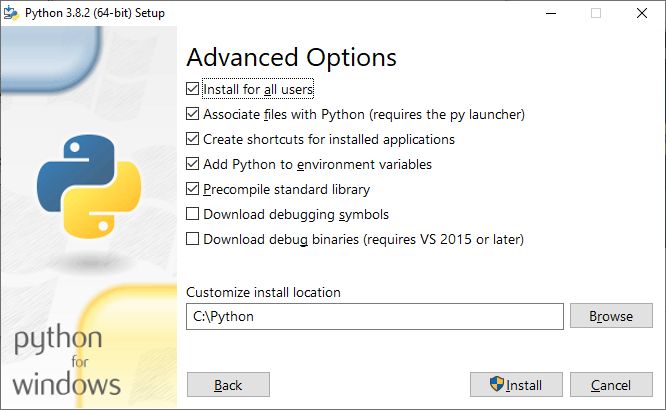 Python 3.8.2 (64-bit) Setup
Advanced Options
Install for all users
Associate files with Python (requires the py launcher)
Create shortcuts for installed applications
Add Python to environment variables
Precompile standard library
Download debugging symbols
Download debug binaries (requires VS 2015 or later)
Customize install location
C:\Python
Browse
python
for
windows
Back
Install
Cancel